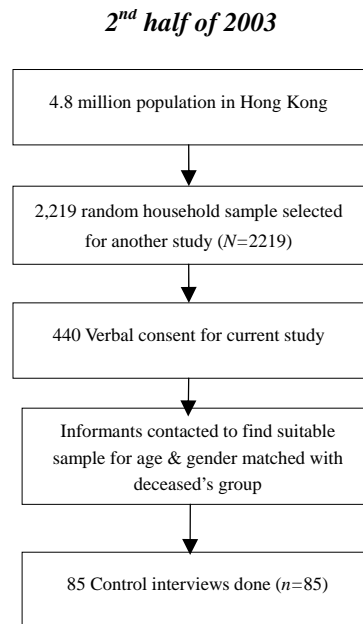 2nd half of 2003
4.8 million population in Hong Kong
2,219 random household sample selected
for another study (N=2219)
440 Verbal consent for current study
Informants contacted to find suitable
sample for age & gender matched with
deceased's group
85 Control interviews done (n=85)